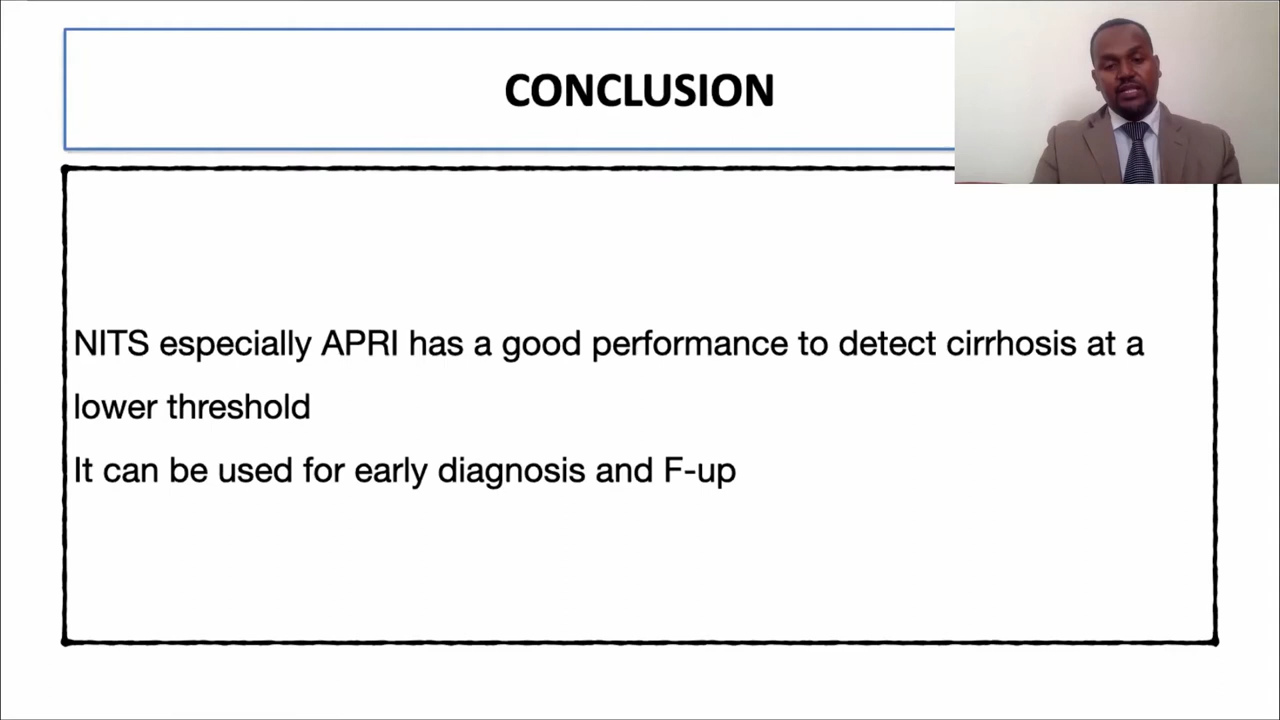 CONCLUSION
NITS especially APRI has a good performance to detect cirrhosis at a
lower threshold
It can be used for early diagnosis and F-up